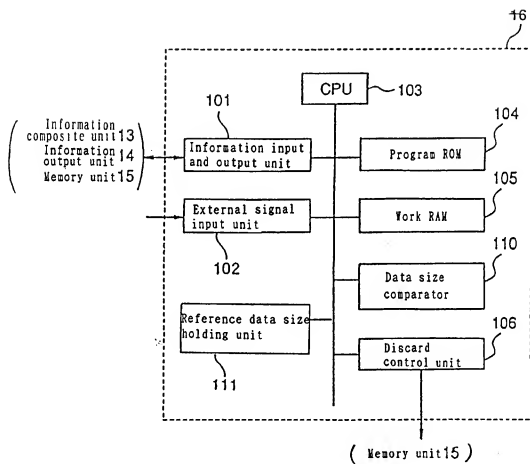 16
CPU
103
101
104
Information
composite unit 13
Information
output unit 14
Memory unit 15
Information input
and output unit
Program ROM
105
External signal
input unit
Work RAM
102
110
Data size
comparator
Reference data size
holding unit
106
Discard
control unit
111
( Memory unit 15 )